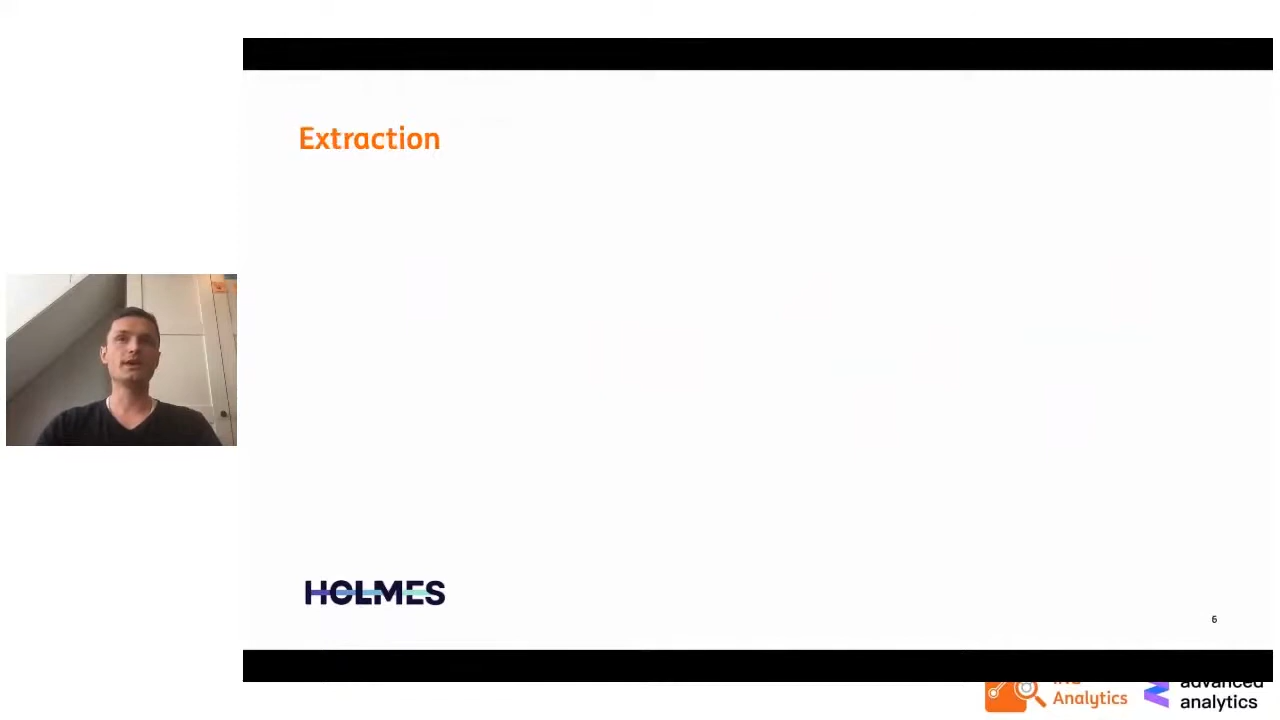 Extraction
HOLMES
6
Analytics
advanced
analytics